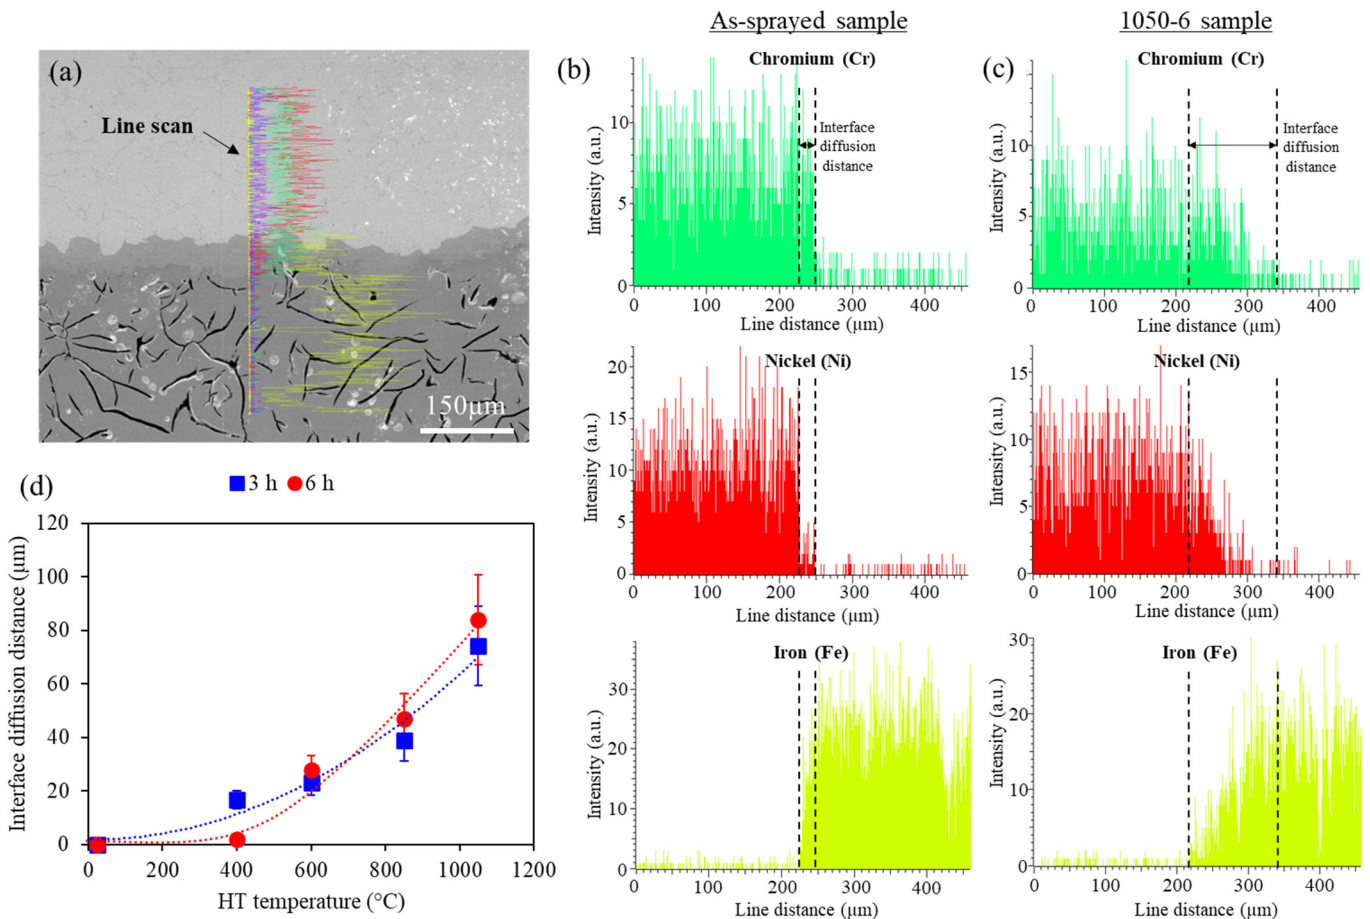 As-sprayed sample
1050-6 sample
(a)
Line scan
150µm
(b)
Chromium (Cr)
Intensity (a.u.)
10
5
0
Interface
diffusion
distance
0 100 200 300 400
Line distance (µm)
Nickel (Ni)
Intensity (a.u.)
20
15
10
5
0
0 100 200 300 400
Line distance (µm)
Iron (Fe)
Intensity (a.u.)
30
20
10
0
0 100 200 300 400
Line distance (µm)
(c)
Chromium (Cr)
Intensity (a.u.)
15
10
5
0
Interface
diffusion
distance
0 100 200 300 400
Line distance (µm)
Nickel (Ni)
Intensity (a.u.)
15
10
5
0
0 100 200 300 400
Line distance (µm)
Iron (Fe)
Intensity (a.u.)
30
20
10
0
0 100 200 300 400
Line distance (µm)
(d)
3 h 6 h
Interface diffusion distance (µm)
120
100
80
60
40
20
0
0 200 400 600 800 1000 1200
HT temperature (°C)